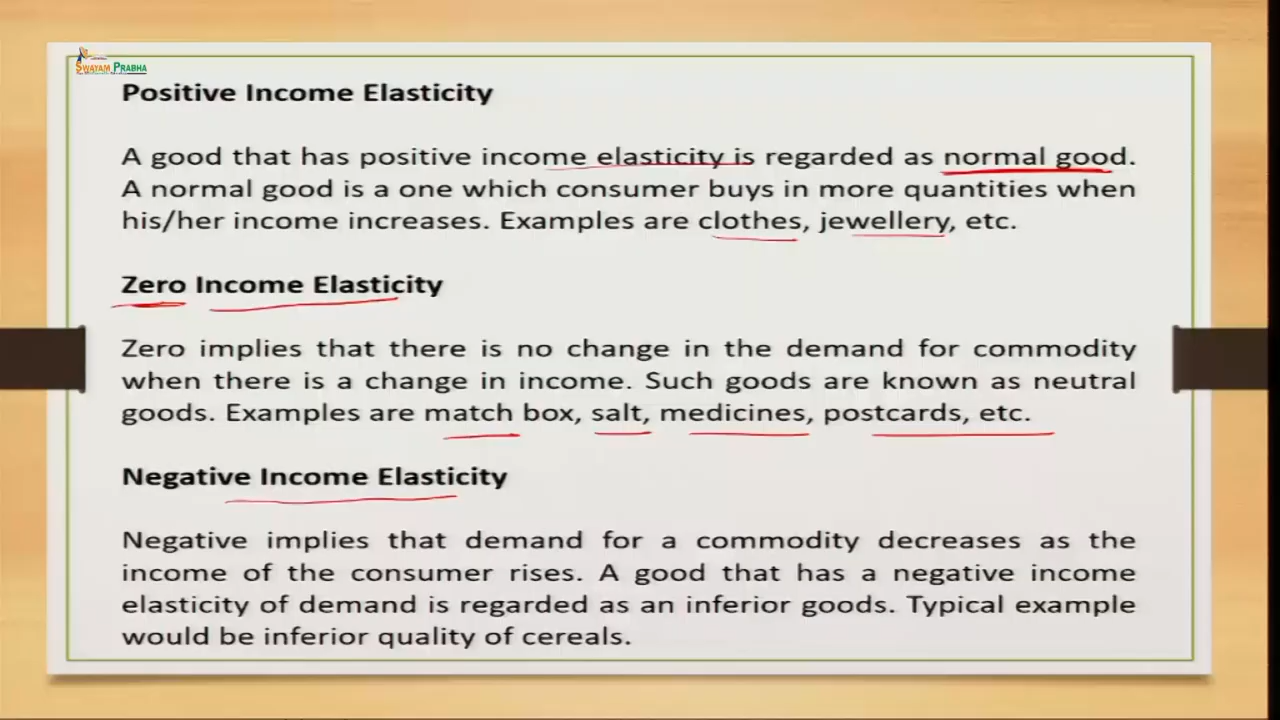 SWAYAM PRABHA
Positive Income Elasticity
A good that has positive income elasticity is regarded as normal good.
A normal good is a one which consumer buys in more quantities when
his/her income increases. Examples are clothes, jewellery, etc.
Zero Income Elasticity
Zero implies that there is no change in the demand for commodity
when there is a change in income. Such goods are known as neutral
goods. Examples are match box, salt, medicines, postcards, etc.
Negative Income Elasticity
Negative implies that demand for a commodity decreases as the
income of the consumer rises. A good that has a negative income
elasticity of demand is regarded as an inferior goods. Typical example
would be inferior quality of cereals.